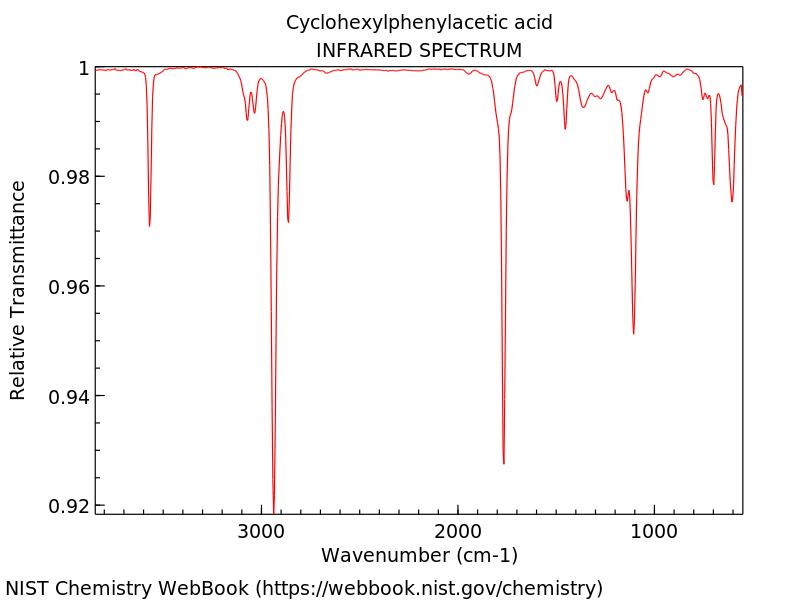 Cyclohexylphenylacetic acid
INFRARED SPECTRUM
1
0.98
0.96
0.94
0.92
Relative Transmittance
3000 2000 1000
Wavenumber (cm-1)
NIST Chemistry WebBook (https://webbook.nist.gov/chemistry)